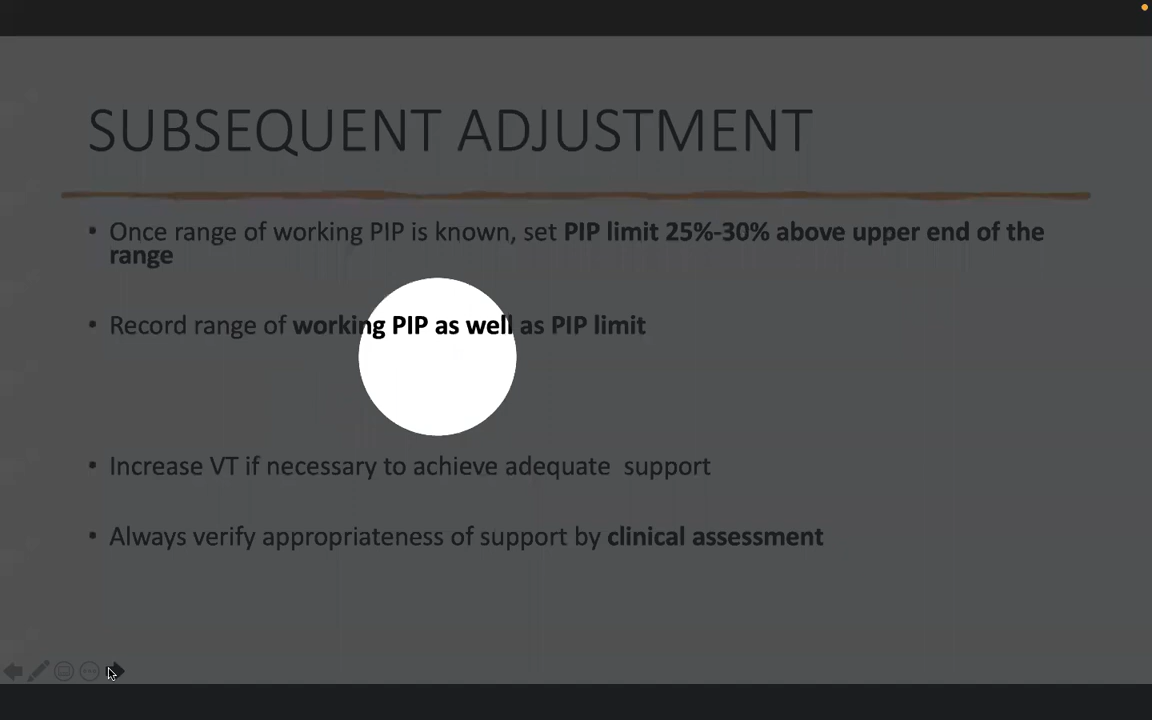 SUBSEQUENT ADJUSTMENT
• Once range of working PIP is known, set PIP limit 25%-30% above upper end of the
range
• Record range of working PIP as well as PIP limit
• Increase VT if necessary to achieve adequate  support
• Always verify appropriateness of support by clinical assessment